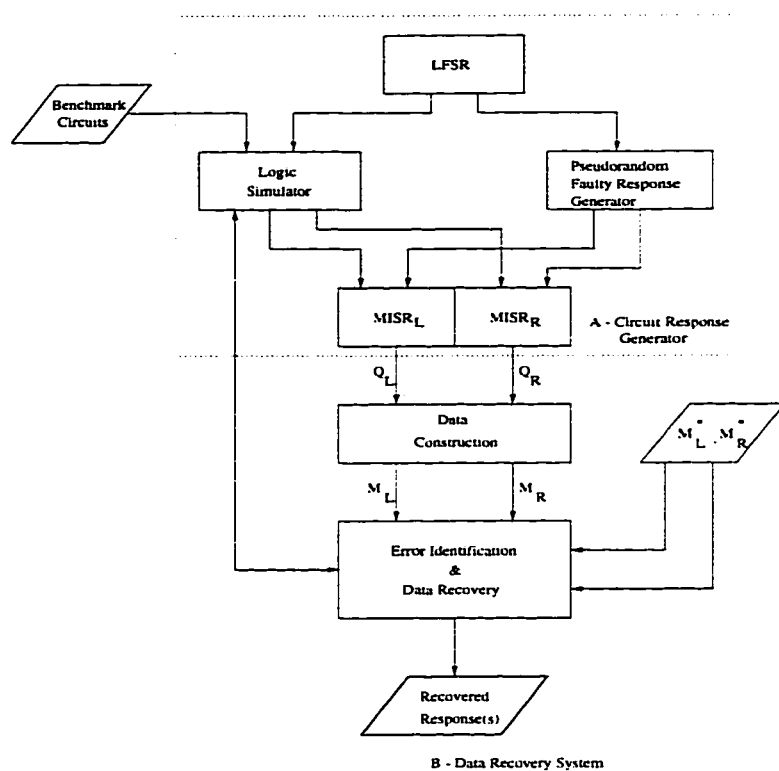 LFSR
Benchmark
Circuits
Logic
Simulator
Pseudorandom
Faulty Response
Generator
MISR_L
MISR_R
A - Circuit Response
Generator
Q_L
Q_R
Data
Construction
M_L^*, M_R^*
M_L
M_R
Error Identification
&
Data Recovery
Recovered
Response(s)
B - Data Recovery System